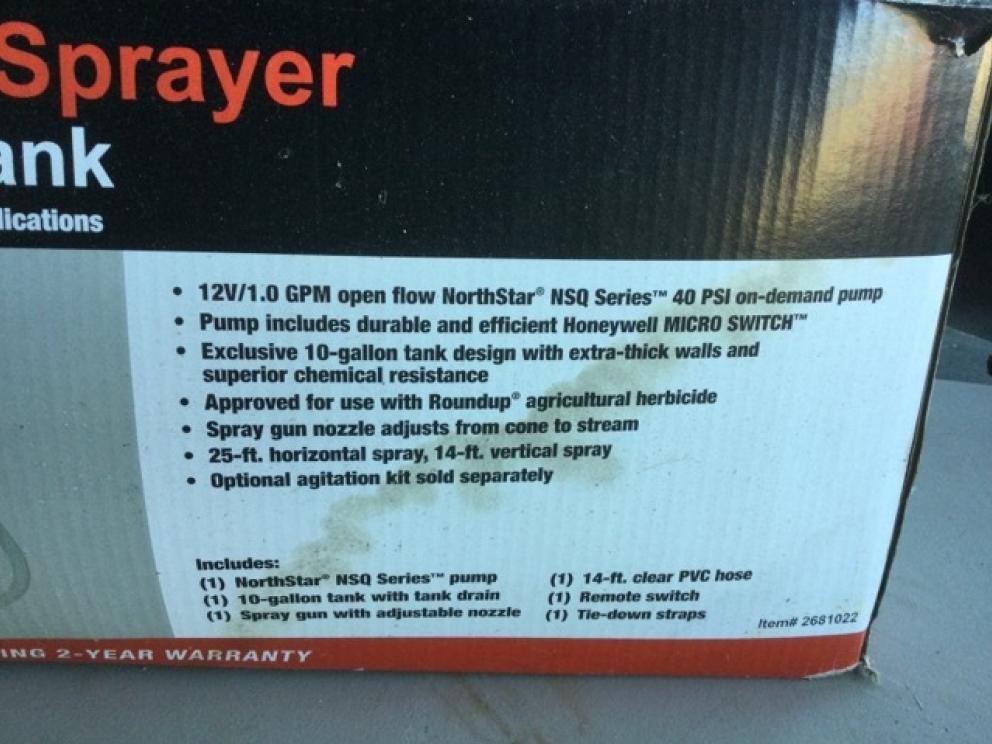 Sprayer
ank
lications
• 12V/1.0 GPM open flow NorthStar® NSQ Series™ 40 PSI on-demand pump
• Pump includes durable and efficient Honeywell MICRO SWITCH™
• Exclusive 10-gallon tank design with extra-thick walls and
superior chemical resistance
• Approved for use with Roundup® agricultural herbicide
• Spray gun nozzle adjusts from cone to stream
• 25-ft. horizontal spray, 14-ft. vertical spray
• Optional agitation kit sold separately
Includes:
(1) NorthStar® NSQ Series™ pump
(1) 10-gallon tank with tank drain
(1) Spray gun with adjustable nozzle
(1) 14-ft. clear PVC hose
(1) Remote switch
(1) Tie-down straps
Item# 2681022
ING 2-YEAR WARRANTY